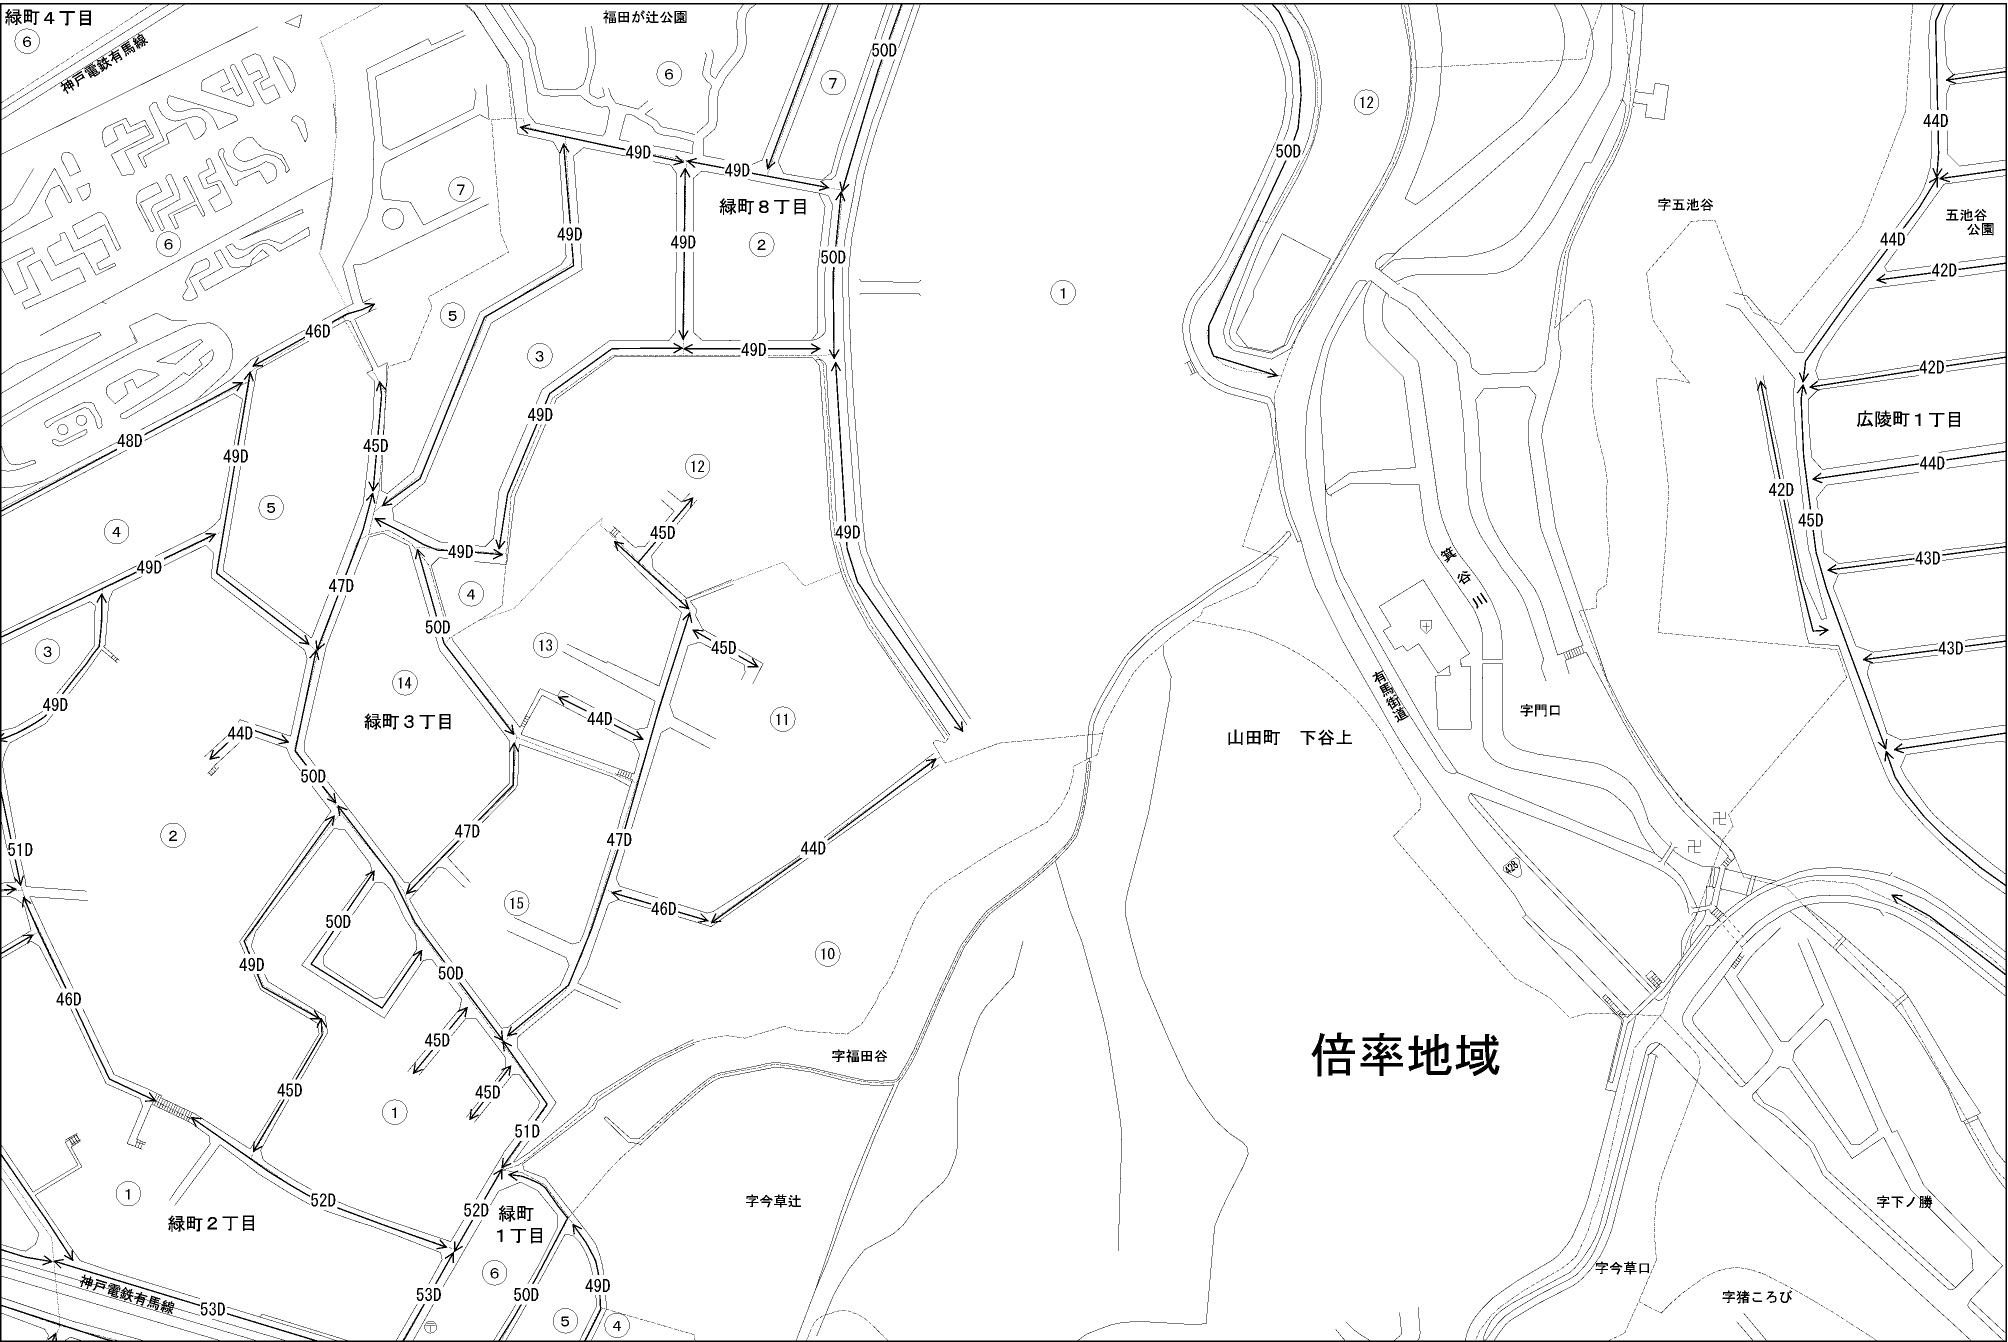 緑町４丁目
6
神戸電鉄有馬線
福田が辻公園
6
7
50D
12
50D
44D
49D
49D
7
緑町８丁目
2
字五池谷
五池谷
公園
6
49D
49D
50D
44D
42D
1
5
46D
3
49D
42D
広陵町１丁目
49D
48D
45D
49D
12
44D
42D
5
4
45D
49D
45D
49D
49D
47D
4
箕谷川
43D
3
50D
13
45D
43D
14
緑町３丁目
49D
44D
44D
11
有馬街道
字門口
山田町　下谷上
50D
2
47D
47D
44D
51D
428
15
46D
50D
10
49D
50D
46D
45D
倍率地域
字福田谷
45D
45D
1
51D
1
緑町２丁目
52D
52D
緑町
１丁目
字今草辻
字下ノ勝
6
字今草口
神戸電鉄有馬線
53D
53D
50D
49D
5
4
字猪ころび